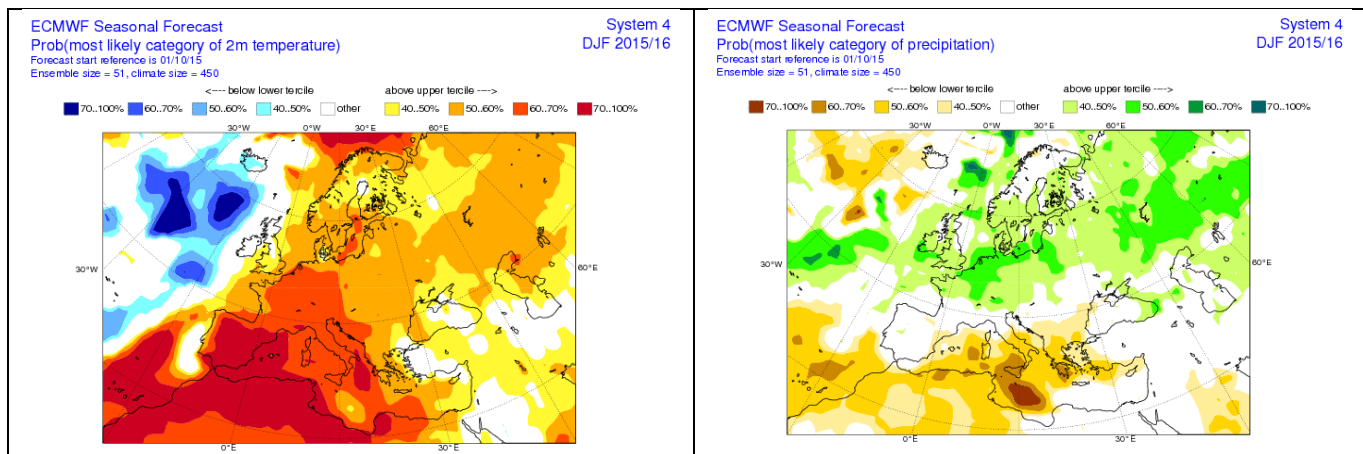 ECMWF Seasonal Forecast
System 4
Prob(most likely category of 2m temperature)
DJF 2015/16
Forecast start reference is 01/10/15
Ensemble size = 51, climate size = 450
<---- below lower tercile
above upper tercile ---->
70..100%
60..70%
50..60%
40..50%
other
40..50%
50..60%
60..70%
70..100%
30°W
0°W
30°E
60°E
30°W
60°E
0°E
30°E
ECMWF Seasonal Forecast
System 4
Prob(most likely category of precipitation)
DJF 2015/16
Forecast start reference is 01/10/15
Ensemble size = 51, climate size = 450
<---- below lower tercile
above upper tercile ---->
70..100%
60..70%
50..60%
40..50%
other
40..50%
50..60%
60..70%
70..100%
30°W
0°W
30°E
60°E
30°W
60°E
0°E
30°E